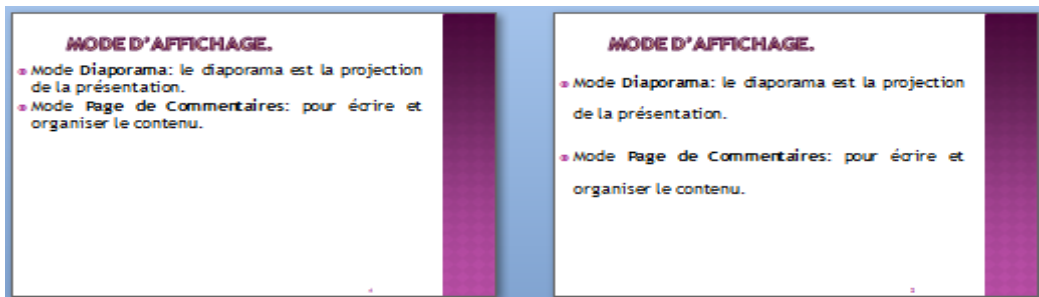 MODE D'AFFICHAGE.
Mode Diaporama: le diaporama est la projection
de la présentation.
Mode Page de Commentaires: pour écrire et
organiser le contenu.
MODE D'AFFICHAGE.
Mode Diaporama: le diaporama est la projection
de la présentation.
Mode Page de Commentaires: pour écrire et
organiser le contenu.